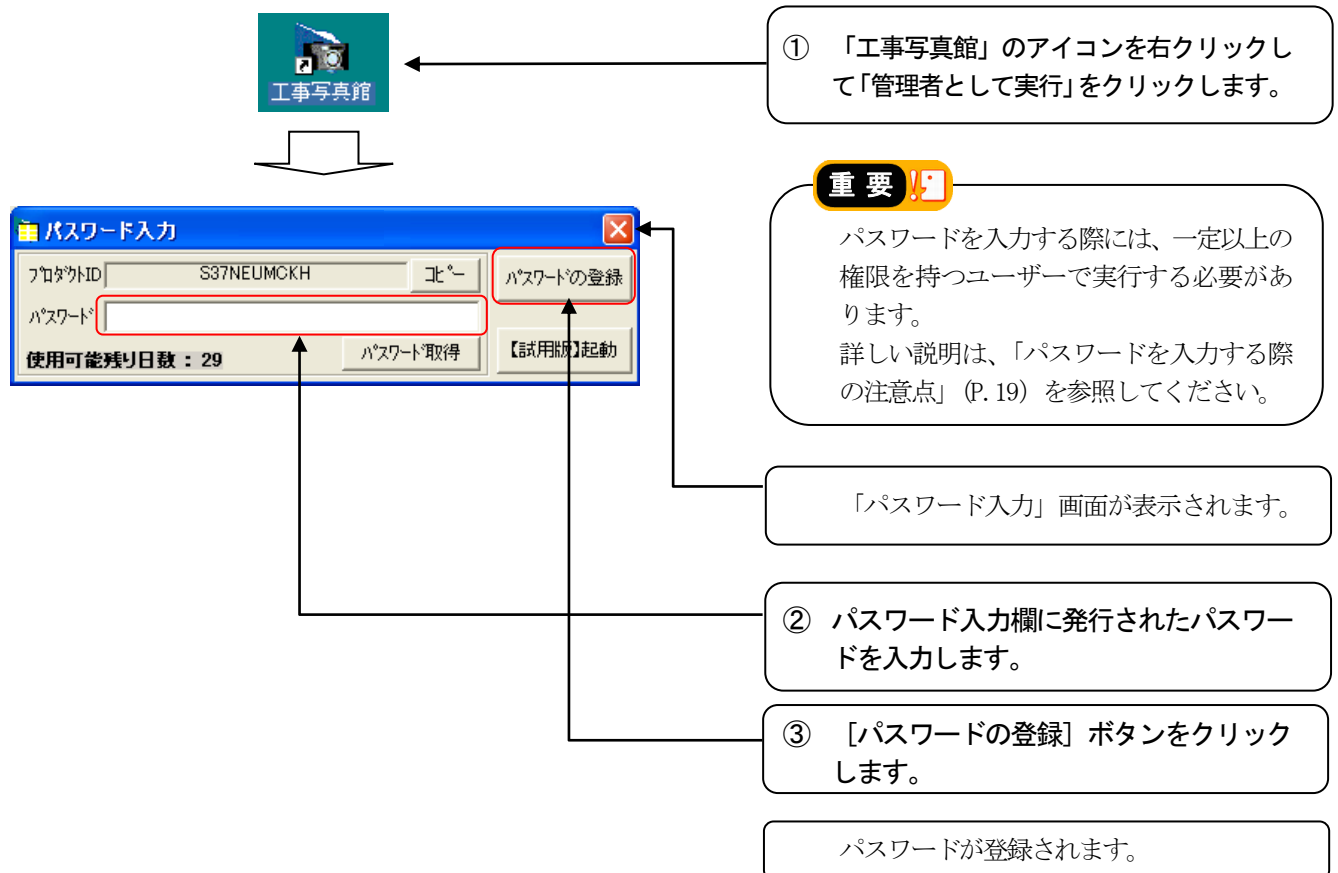 工事写真館
① 「工事写真館」のアイコンを右クリックし
て「管理者として実行」をクリックします。
重要
パスワードを入力する際には、一定以上の
権限を持つユーザーで実行する必要があ
ります。
詳しい説明は、「パスワードを入力する際
の注意点」(P.19) を参照してください。
パスワード入力
プロダクトID S37NEUMCKH コピー パスワードの登録
パスワード
使用可能残り日数 : 29 パスワード取得 【試用版】起動
「パスワード入力」画面が表示されます。
② パスワード入力欄に発行されたパスワー
ドを入力します。
③ [パスワードの登録] ボタンをクリック
します。
パスワードが登録されます。